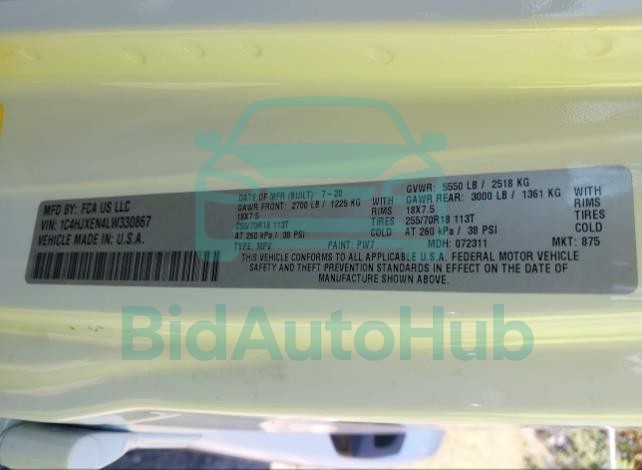 MFD. BY: FCA US LLC
VIN: 1C4HJXEN4LW330867
VEHICLE MADE IN: U.S.A.
DATE OF MFR (BUILT): 7-20
GAWR FRONT: 2700 LB / 1225 KG WITH
18X7.5 RIMS
255/70R18 113T TIRES
AT 260 kPa / 38 PSI COLD
GVWR: 5550 LB / 2518 KG
GAWR REAR: 3000 LB / 1361 KG WITH
18X7.5 RIMS
255/70R18 113T TIRES
AT 260 kPa / 38 PSI COLD
TYPE: MPV PAINT: PW7 MDH: 072311 MKT: 875
THIS VEHICLE CONFORMS TO ALL APPLICABLE U.S.A. FEDERAL MOTOR VEHICLE
SAFETY AND THEFT PREVENTION STANDARDS IN EFFECT ON THE DATE OF
MANUFACTURE SHOWN ABOVE.
BidAutoHub